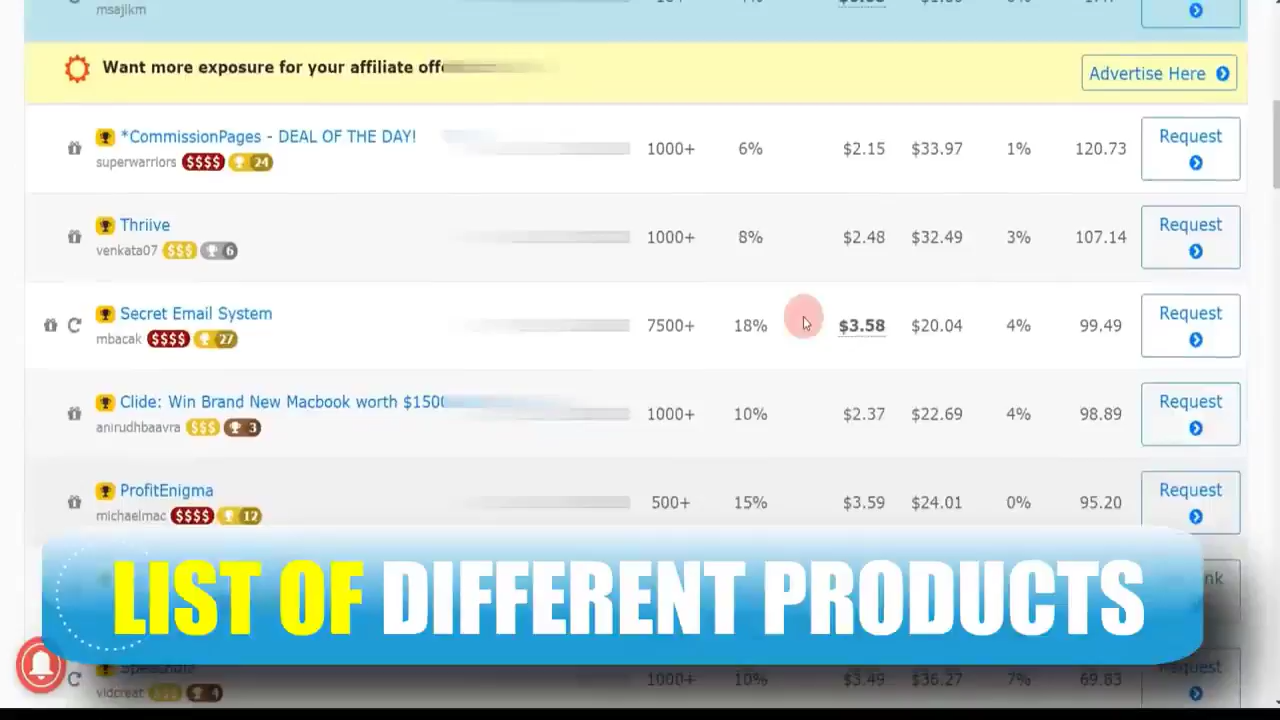 msajikm
Want more exposure for your affiliate
Advertise Here
*CommissionPages - DEAL OF THE DAY!
superwarriors $$$$ 24
1000+ 6% $2.15 $33.97 1% 120.73 Request
Thriive
venkata07 $$$ 6
1000+ 8% $2.48 $32.49 3% 107.14 Request
Secret Email System
mbacak $$$$ 27
7500+ 18% $3.58 $20.04 4% 99.49 Request
Clide: Win Brand New Macbook worth $1500
anirudhbaavra $$$ 3
1000+ 10% $2.37 $22.69 4% 98.89 Request
ProfitEnigma
michaelmac $$$$ 12
500+ 15% $3.59 $24.01 0% 95.20 Request
LIST OF DIFFERENT PRODUCTS
vidcreat $$$ 4
1000+ 10% $3.49 $36.27 7% 69.83 Request